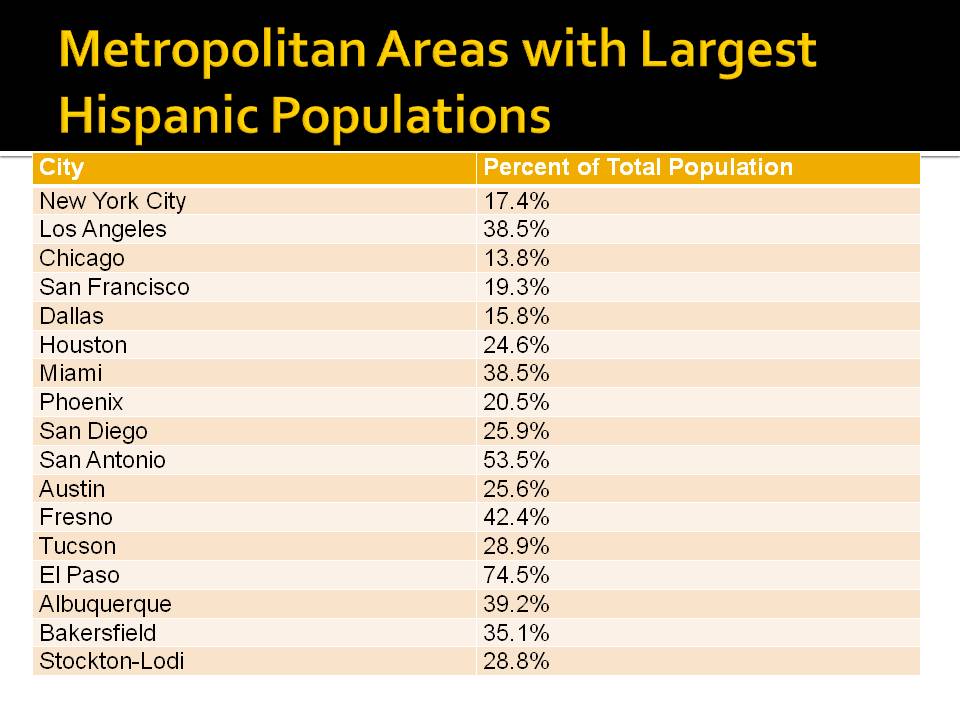 Metropolitan Areas with Largest
Hispanic Populations
City Percent of Total Population
New York City 17.4%
Los Angeles 38.5%
Chicago 13.8%
San Francisco 19.3%
Dallas 15.8%
Houston 24.6%
Miami 38.5%
Phoenix 20.5%
San Diego 25.9%
San Antonio 53.5%
Austin 25.6%
Fresno 42.4%
Tucson 28.9%
El Paso 74.5%
Albuquerque 39.2%
Bakersfield 35.1%
Stockton-Lodi 28.8%